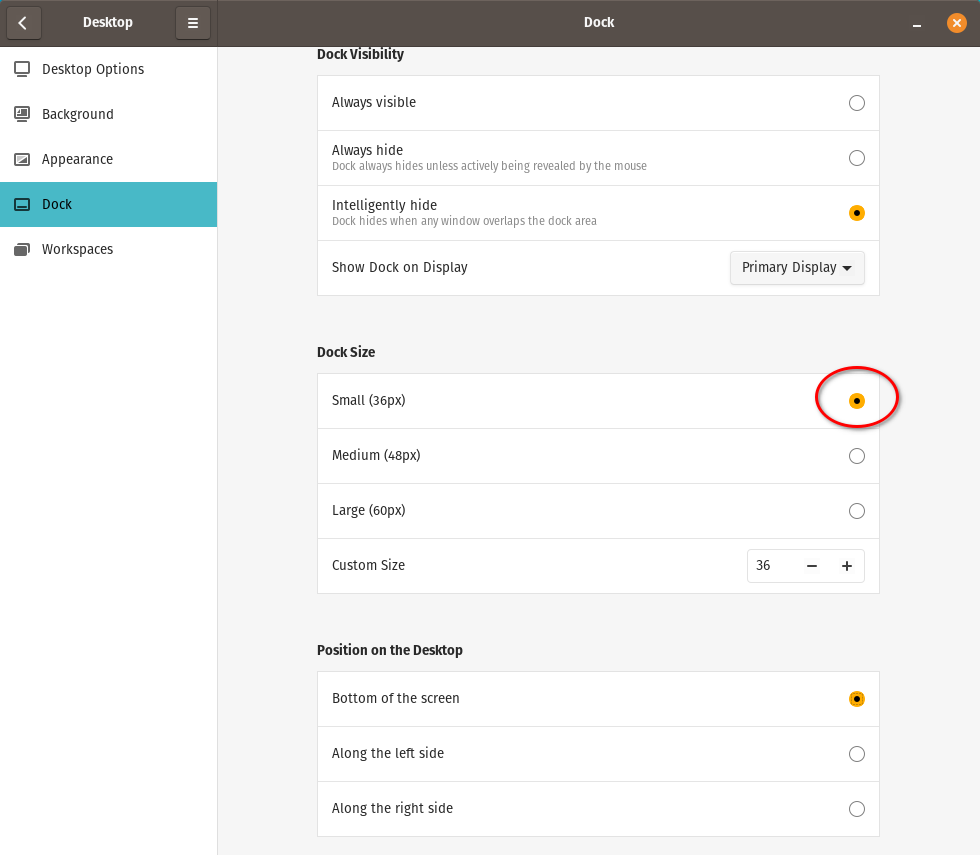 Desktop
Dock
Desktop Options
Background
Appearance
Dock
Workspaces
Dock Visibility
Always visible
Always hide
Dock always hides unless actively being revealed by the mouse
Intelligently hide
Dock hides when any window overlaps the dock area
Show Dock on Display
Primary Display
Dock Size
Small (36px)
Medium (48px)
Large (60px)
Custom Size
36
Position on the Desktop
Bottom of the screen
Along the left side
Along the right side